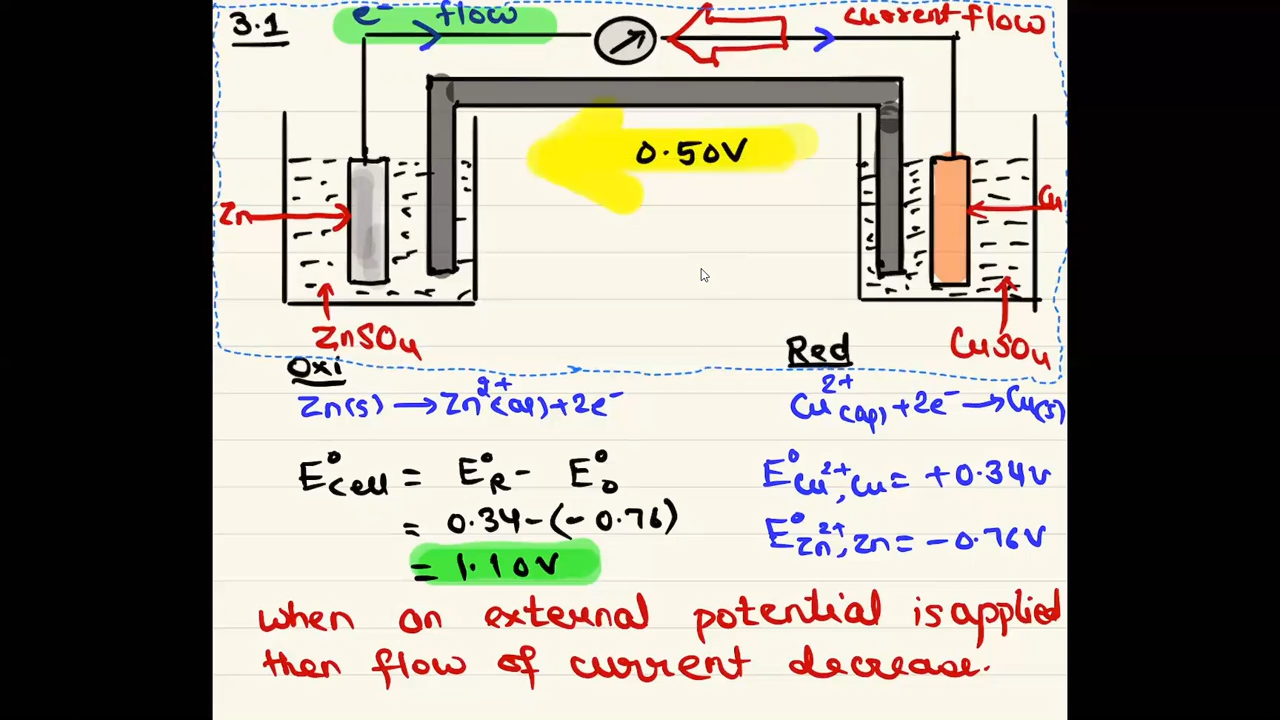 3.1
e⁻ flow
current flow
0.50V
Zn
Cu
ZnSO₄
CuSO₄
Oxi
Red
Zn(s) → Zn²⁺(aq) + 2e⁻
Cu²⁺(ap) + 2e⁻ → Cu(s)
E°cell = E°R - E°O
= 0.34 - (- 0.76)
= 1.10V
E°Cu²⁺, Cu = +0.34V
E°Zn²⁺, Zn = -0.76V
when an external potential is applied
then flow of current decrease.